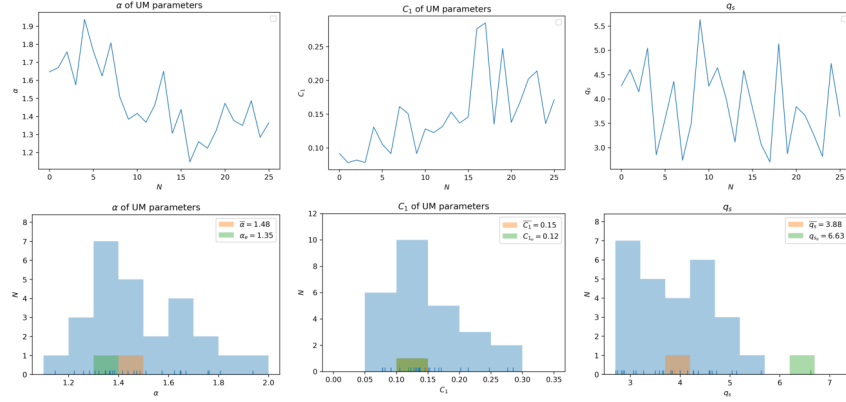 α of UM parameters
C₁ of UM parameters
qₛ
1.9
1.8
1.7
1.6
1.5
1.4
1.3
1.2
α
0 5 10 15 20 25
N
0.25
0.20
0.15
0.10
C₁
0 5 10 15 20 25
N
5.5
5.0
4.5
4.0
3.5
3.0
qₛ
0 5 10 15 20 25
N
α of UM parameters
C₁ of UM parameters
qₛ
8
7
6
5
4
3
2
1
0
N
1.2 1.4 1.6 1.8 2.0
α
ᾱ = 1.48
αₑ = 1.35
12
10
8
6
4
2
0
N
0.00 0.05 0.10 0.15 0.20 0.25 0.30 0.35
C₁
C̅₁ = 0.15
C₁ₑ = 0.12
8
7
6
5
4
3
2
1
0
N
3 4 5 6 7
qₛ
q̅ₛ = 3.88
qₛₑ = 6.63